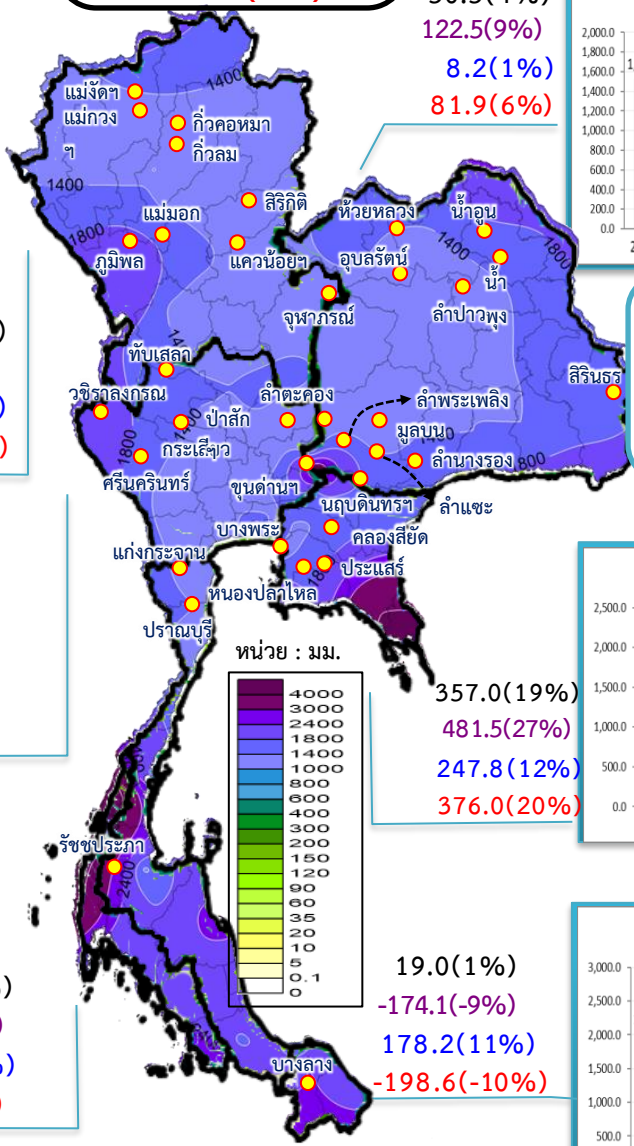 122.5(9%)
8.2(1%)
81.9(6%)
2,000.0
1,800.0
1,600.0
1,400.0
1,200.0
1,000.0
800.0
600.0
400.0
200.0
0.0
1400
แม่งัดฯ
แม่กวง
ฯ
กิ่วคอหมา
กิ่วลม
1400
สิริกิติ
แม่มอก
1800
ภูมิพล
แควน้อยฯ
ห้วยหลวง
น้ำอูน
1400
1800
อุบลรัตน์
น้ำ
ลำปาวพุง
จุฬาภรณ์
ทับเสลา
สิรินธร
วชิราลงกรณ
ลำตะคอง
ลำพระเพลิง
ป่าสัก
1400
มูลบน
1800
กระเสียว
1400
ลำนางรอง
800
ศรีนครินทร์
ขุนด่านฯ
ลำแซะ
นฤบดินทรฯ
บางพระ
คลองสียัด
แก่งกระจาน
ประแสร์
หนองปลาไหล
ปราณบุรี
หน่วย : มม.
4000
3000
2400
1800
1400
1000
800
600
400
300
200
150
120
90
60
35
20
10
5
0.1
0
357.0(19%)
481.5(27%)
247.8(12%)
376.0(20%)
2,500.0
2,000.0
1,500.0
1,000.0
500.0
0.0
รัชชประภา
2400
19.0(1%)
-174.1(-9%)
178.2(11%)
-198.6(-10%)
บางลาง
3,000.0
2,500.0
2,000.0
1,500.0
1,000.0
500.0